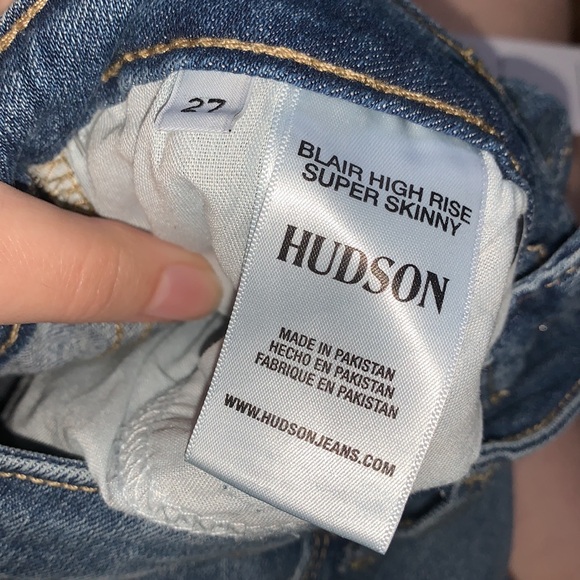 27
BLAIR HIGH RISE
SUPER SKINNY
HUDSON
MADE IN PAKISTAN
HECHO EN PAKISTAN
FABRIQUE EN PAKISTAN
WWW.HUDSONJEANS.COM